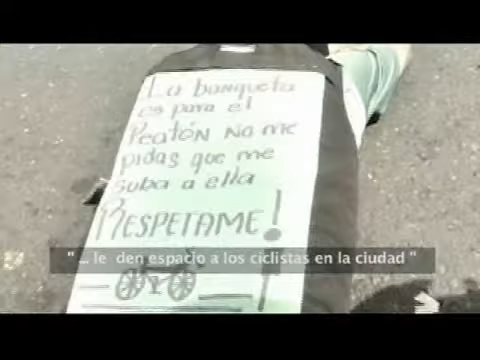 La banqueta
es para el
Peatón No me
pidas que me
suba a ella
RESPETAME!
" ... le den espacio a los ciclistas en la ciudad "